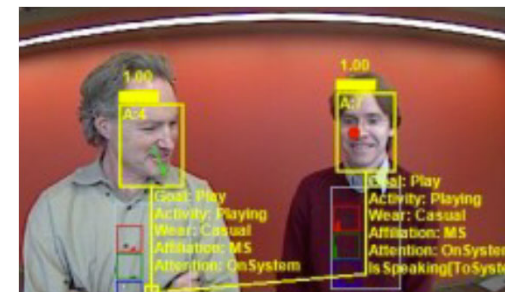 1.00
A:4
Goal: Play
Activity: Playing
Wear: Casual
Affiliation: MS
Attention: OnSystem
1.00
A:7
Goal: Play
Activity: Playing
Wear: Casual
Affiliation: MS
Attention: OnSyste
IsSpeaking[ToSyste